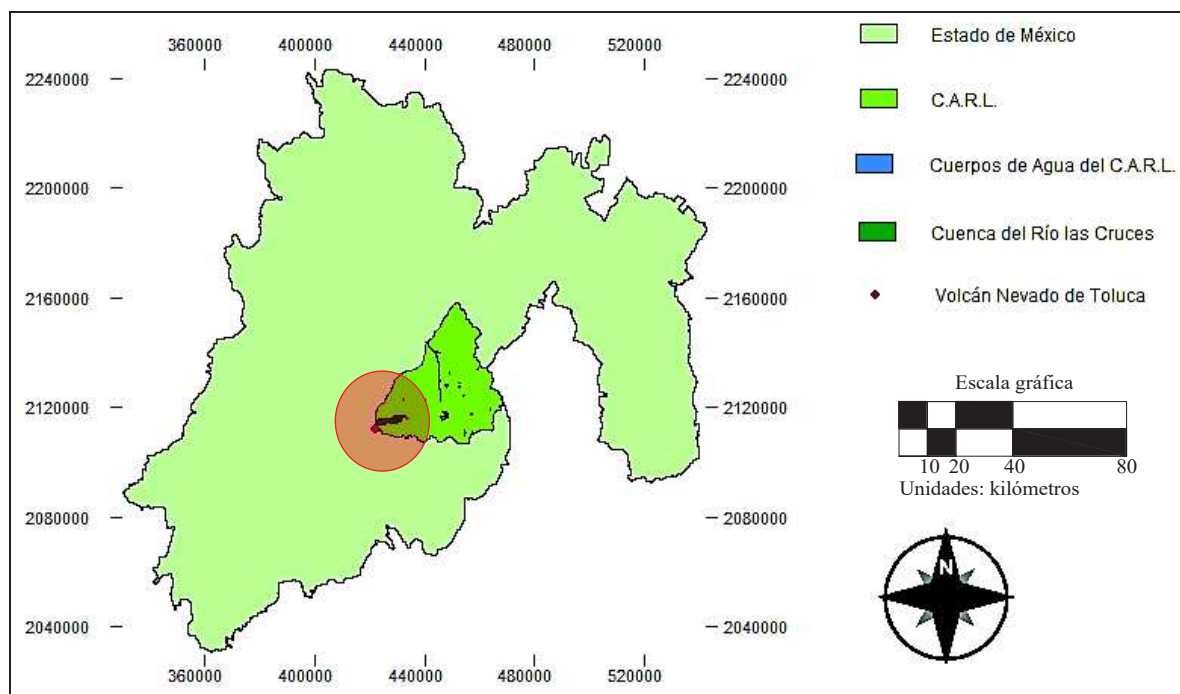 360000 400000 440000 480000 520000
2240000 2240000
2200000 2200000
2160000 2160000
2120000 2120000
2080000 2080000
2040000 2040000
360000 400000 440000 480000 520000
Estado de México
C.A.R.L.
Cuerpos de Agua del C.A.R.L.
Cuenca del Río las Cruces
Volcán Nevado de Toluca
Escala gráfica
10 20 40 80
Unidades: kilómetros
N